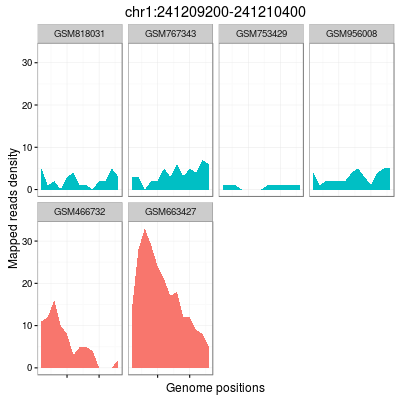 chr1:241209200-241210400
GSM818031 GSM767343 GSM753429 GSM956008
30
20
10
0
GSM466732 GSM663427
30
20
10
0
Mapped reads density
Genome positions